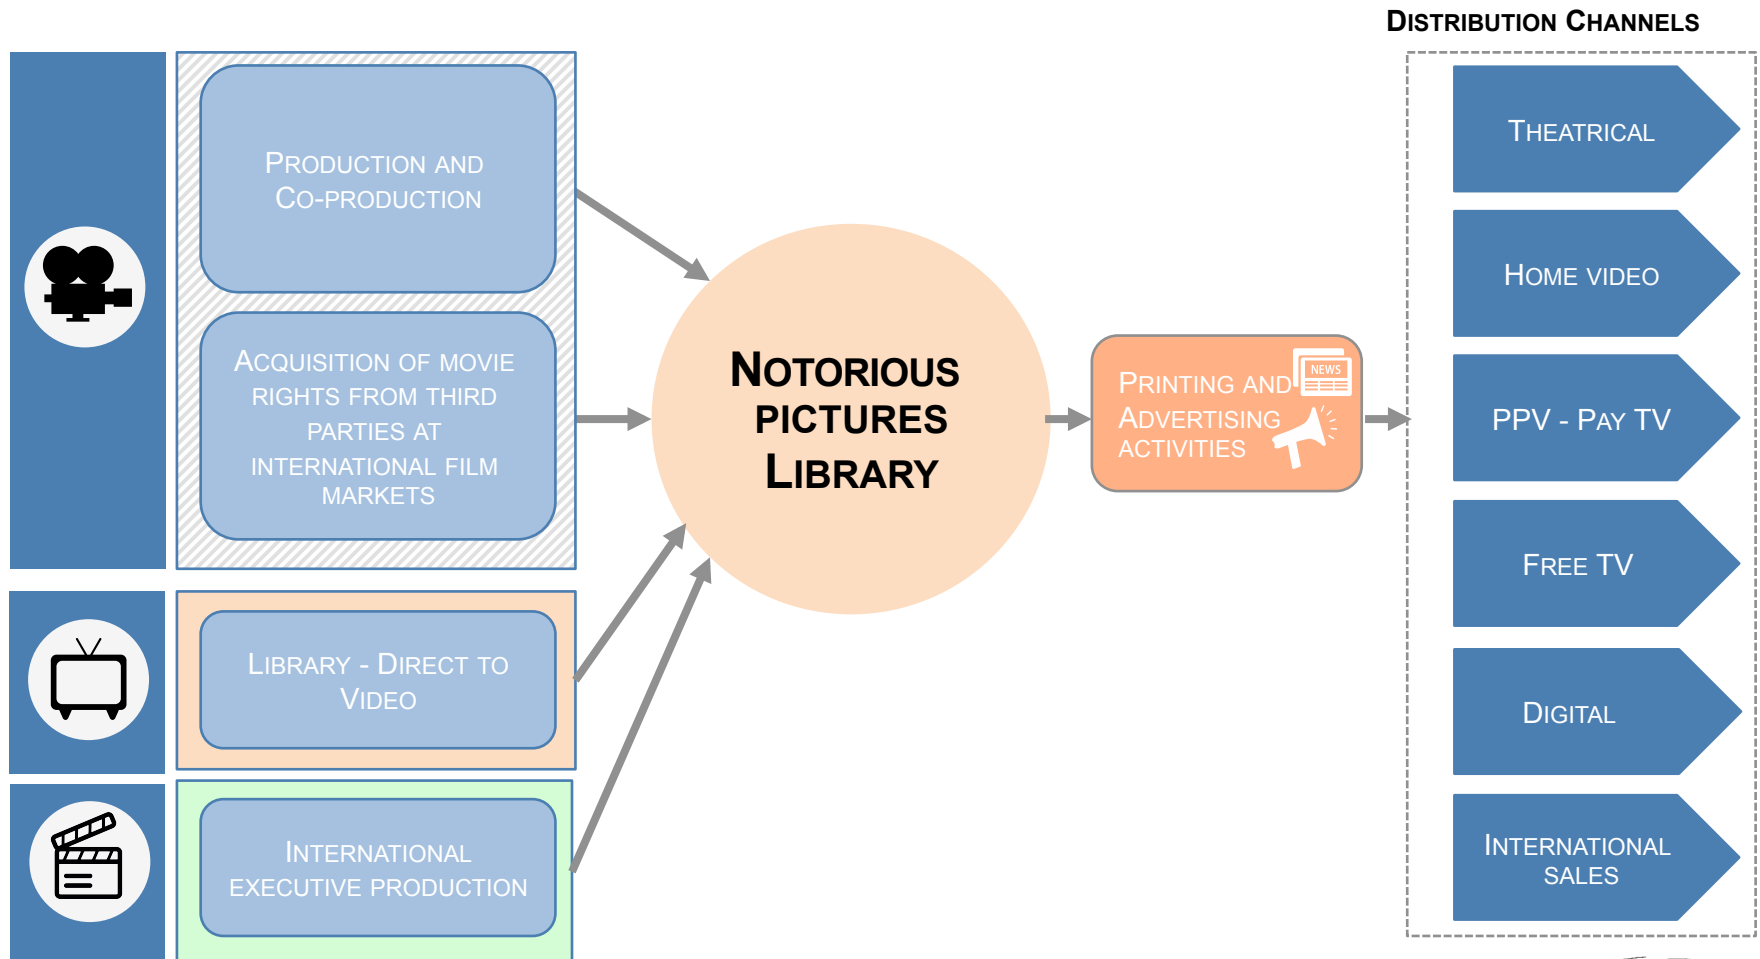 DISTRIBUTION CHANNELS
PRODUCTION AND
CO-PRODUCTION
ACQUISITION OF MOVIE
RIGHTS FROM THIRD
PARTIES AT
INTERNATIONAL FILM
MARKETS
LIBRARY - DIRECT TO
VIDEO
INTERNATIONAL
EXECUTIVE PRODUCTION
NOTORIOUS
PICTURES
LIBRARY
PRINTING AND
ADVERTISING
ACTIVITIES
NEWS
THEATRICAL
HOME VIDEO
PPV - PAY TV
FREE TV
DIGITAL
INTERNATIONAL
SALES